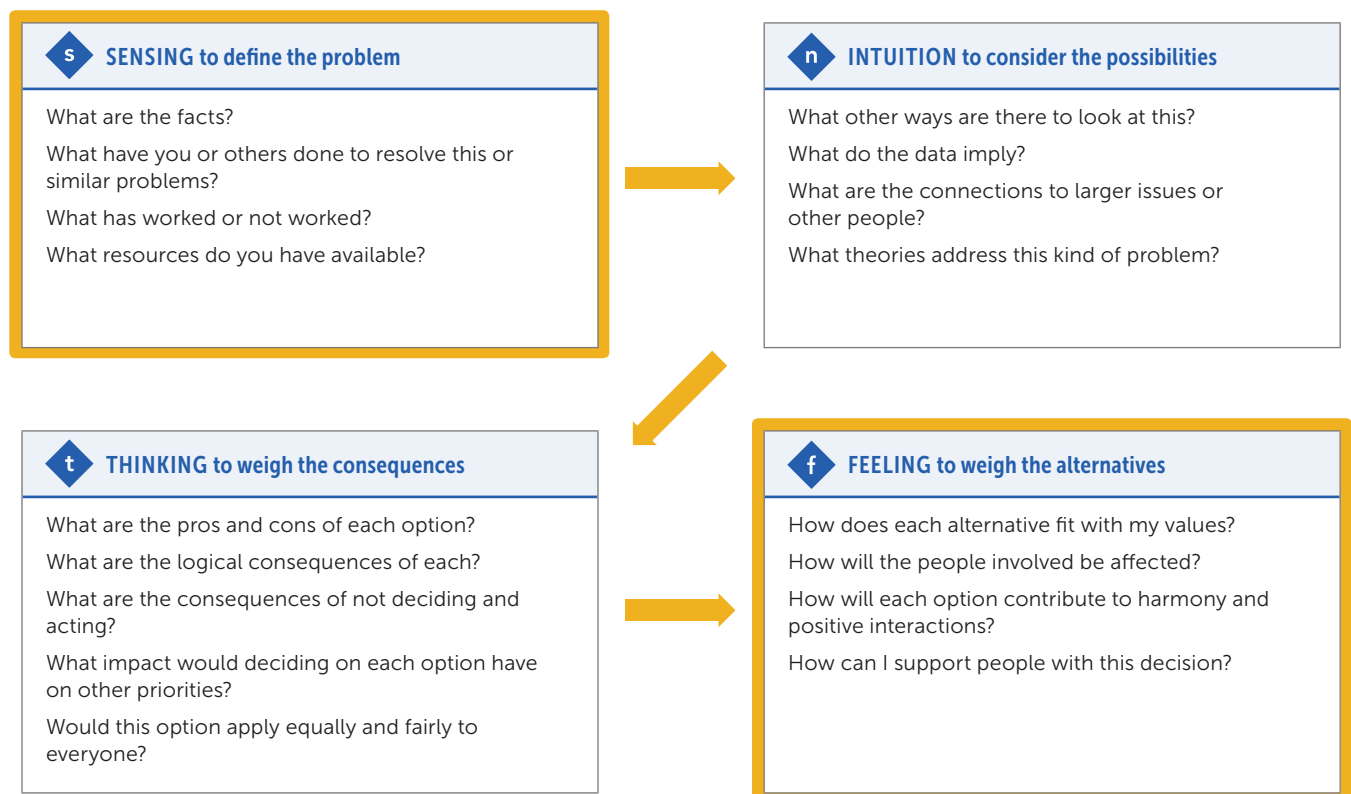 s SENSING to define the problem
What are the facts?
What have you or others done to resolve this or
similar problems?
What has worked or not worked?
What resources do you have available?
n INTUITION to consider the possibilities
What other ways are there to look at this?
What do the data imply?
What are the connections to larger issues or
other people?
What theories address this kind of problem?
t THINKING to weigh the consequences
What are the pros and cons of each option?
What are the logical consequences of each?
What are the consequences of not deciding and
acting?
What impact would deciding on each option have
on other priorities?
Would this option apply equally and fairly to
everyone?
f FEELING to weigh the alternatives
How does each alternative fit with my values?
How will the people involved be affected?
How will each option contribute to harmony and
positive interactions?
How can I support people with this decision?